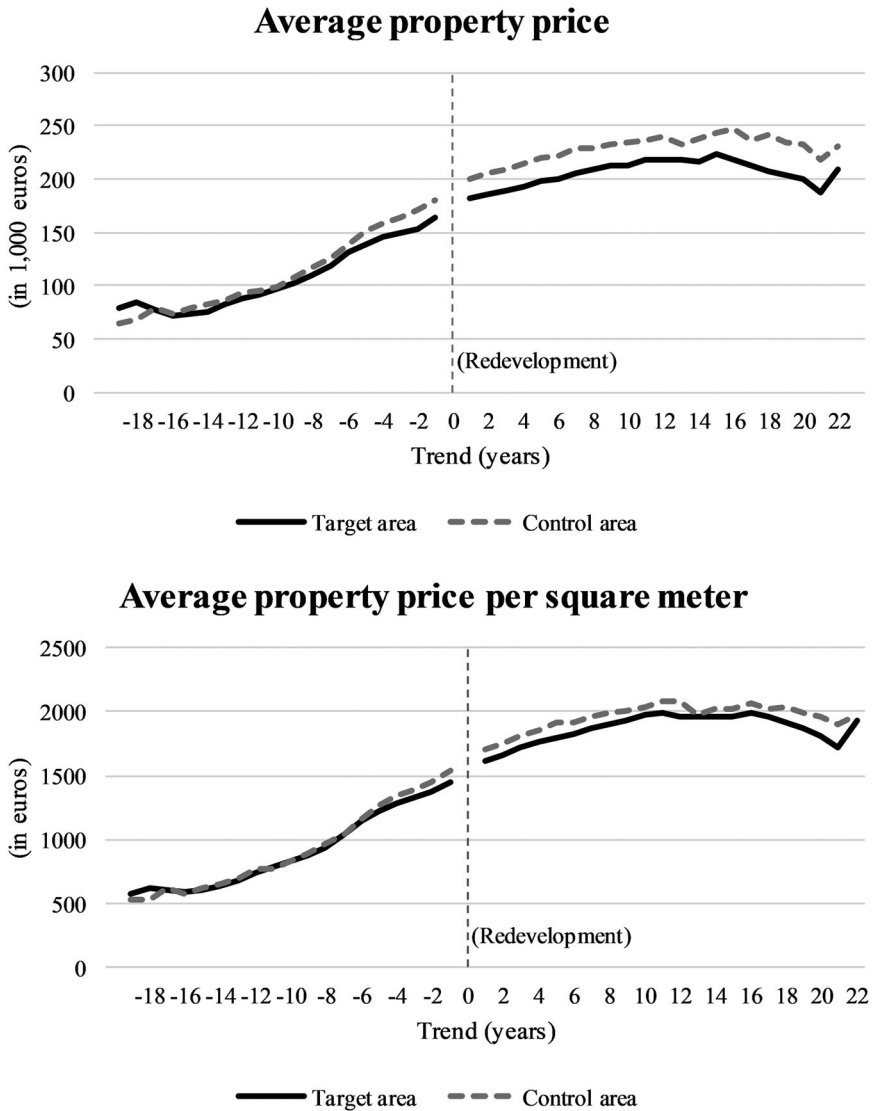 Average property price
300
250
200
150
100
50
0
(in 1,000 euros)
(Redevelopment)
-18 -16 -14 -12 -10 -8 -6 -4 -2 0 2 4 6 8 10 12 14 16 18 20 22
Trend (years)
Target area Control area
Average property price per square meter
2500
2000
1500
1000
500
0
(in euros)
(Redevelopment)
-18 -16 -14 -12 -10 -8 -6 -4 -2 0 2 4 6 8 10 12 14 16 18 20 22
Trend (years)
Target area Control area